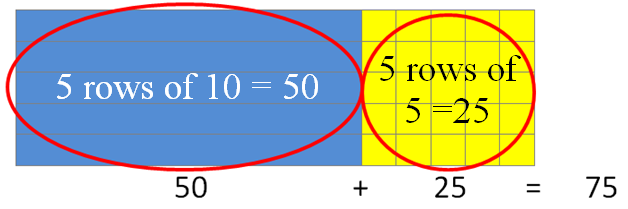 5 rows of 10 = 50
5 rows of
5 =25
50 + 25 = 75